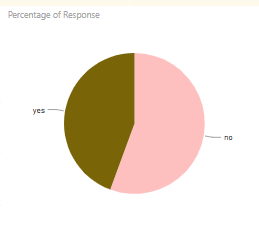 Percentage of Response
yes
no